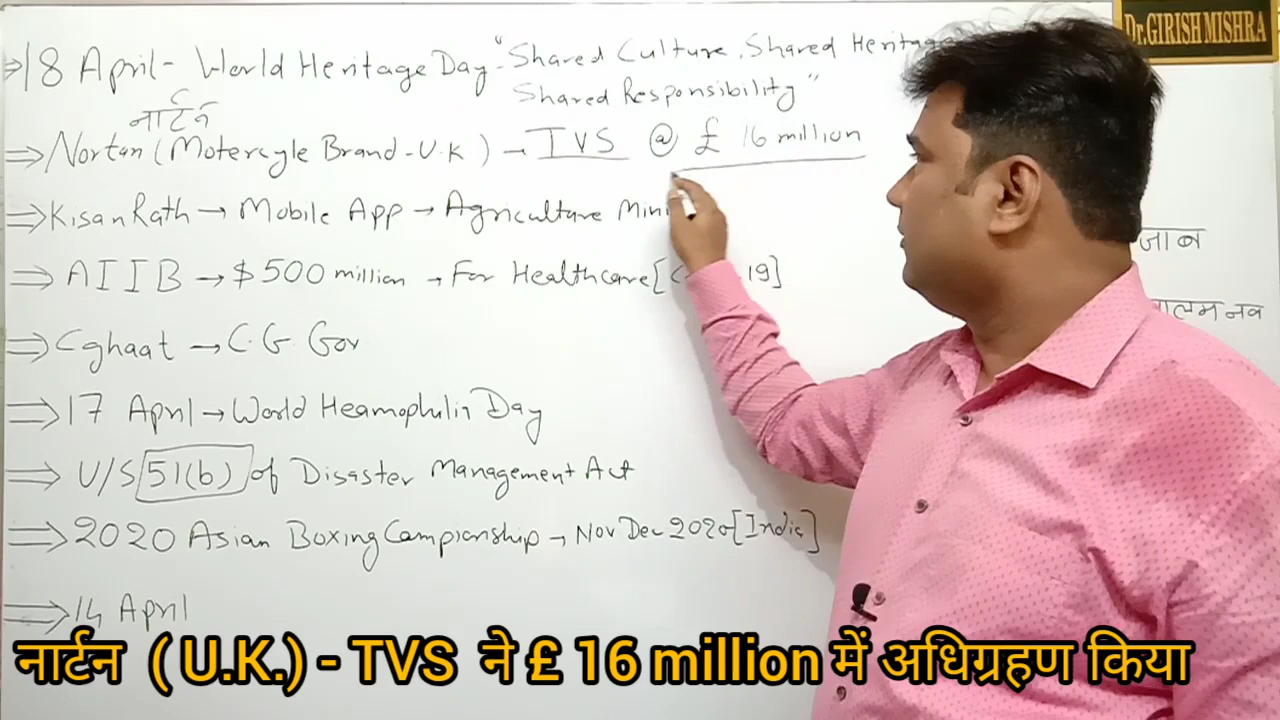 Dr. GIRISH MISHRA
⇒ 18 April - World Heritage Day - "Shared Culture, Shared Heritage
Shared Responsibility"
नार्टन
⇒ Nortan (Motercycle Brand - U.K.) → TVS @ £ 16 million
⇒ Kisan Rath → Mobile App → Agriculture Mini
⇒ AIIB → $500 million → For Healthcare [ 19]
⇒ Cghaat → C.G. Gov
⇒ 17 April → World Heamophulia Day
⇒ U/S 51(b) of Disaster Management Act
⇒ 2020 Asian Boxing Campionship → Nov Dec 2020 [India]
⇒ 14 April
नार्टन ( U.K.) - TVS ने £ 16 million में अधिग्रहण किया